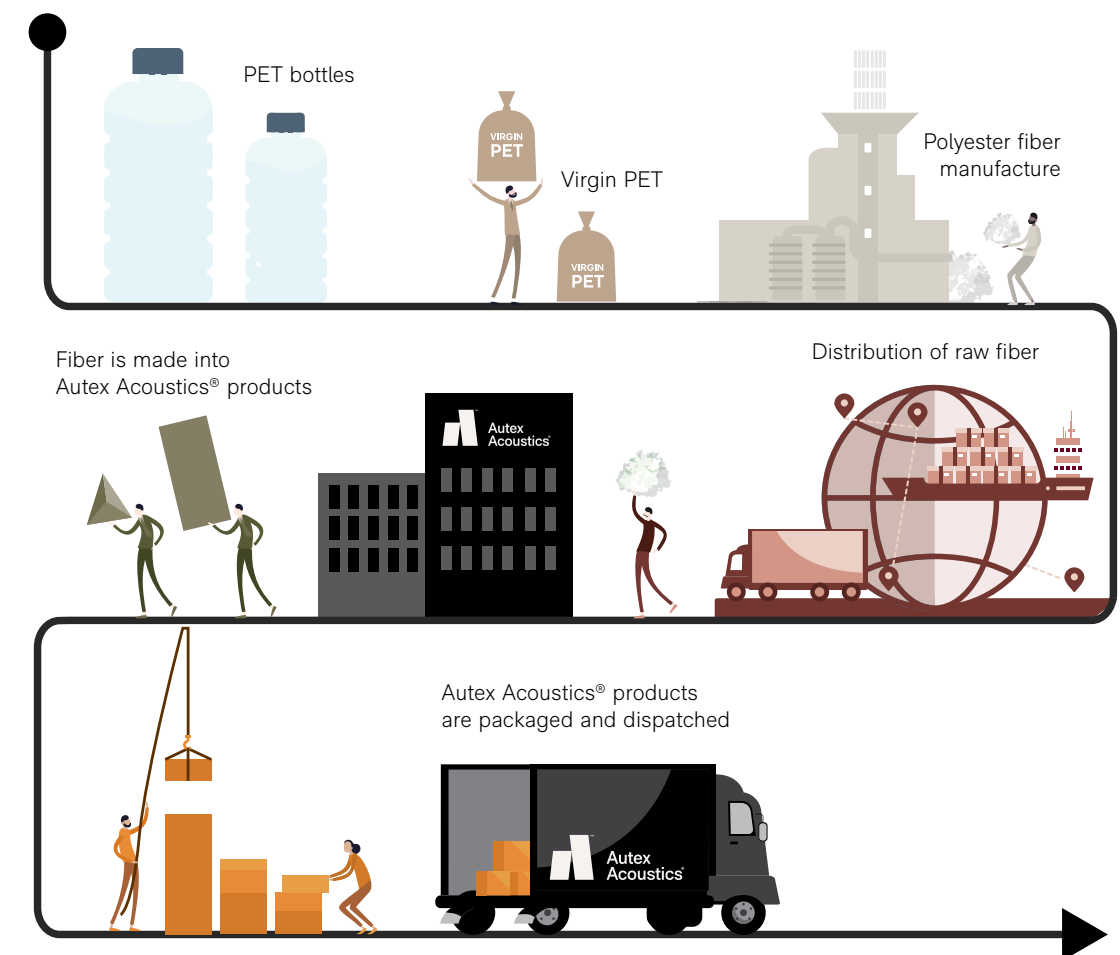 PET bottles
VIRGIN
PET
Virgin PET
VIRGIN
PET
Polyester fiber
manufacture
Distribution of raw fiber
Autex
Acoustics®
Fiber is made into
Autex Acoustics® products
Autex Acoustics® products
are packaged and dispatched
Autex
Acoustics®